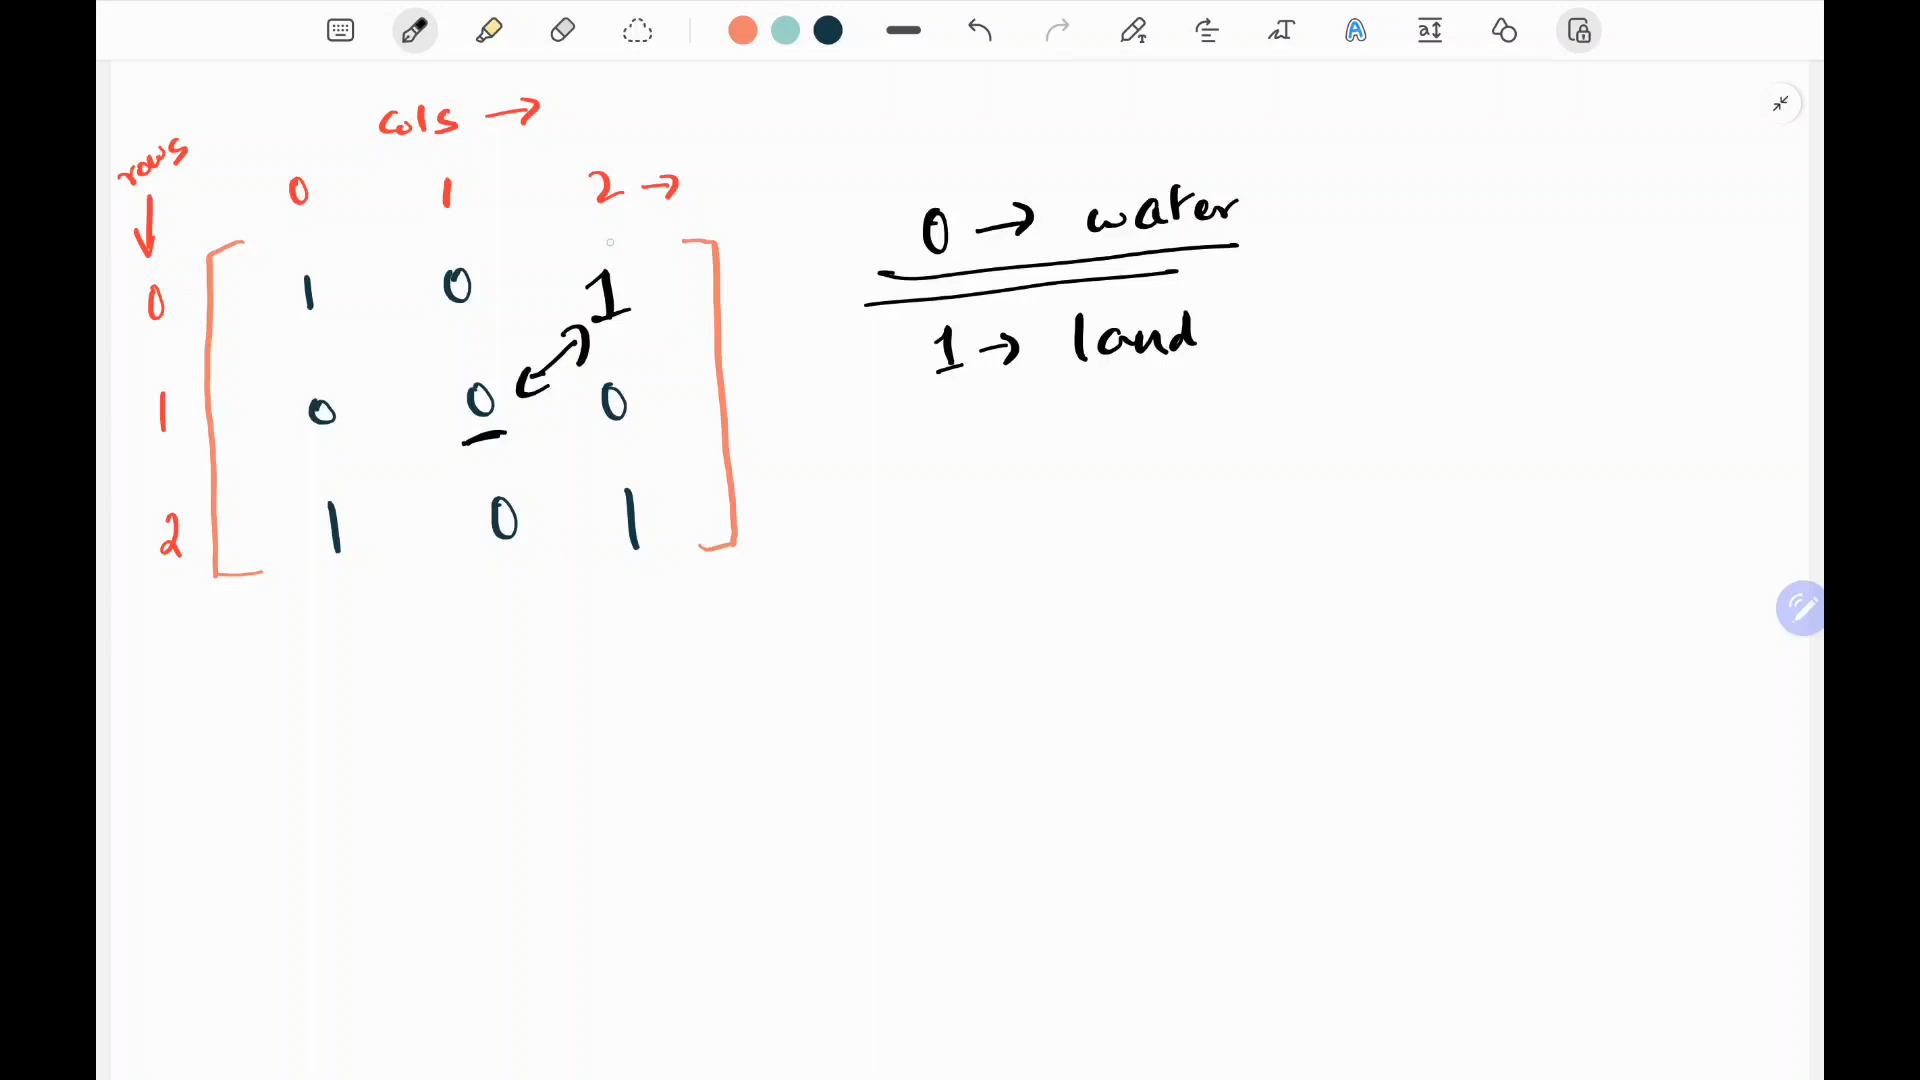 cols →
rows
0 1 2 →
0 1 0 1
1 0 0 0
2 1 0 1
0 → water
1 → land